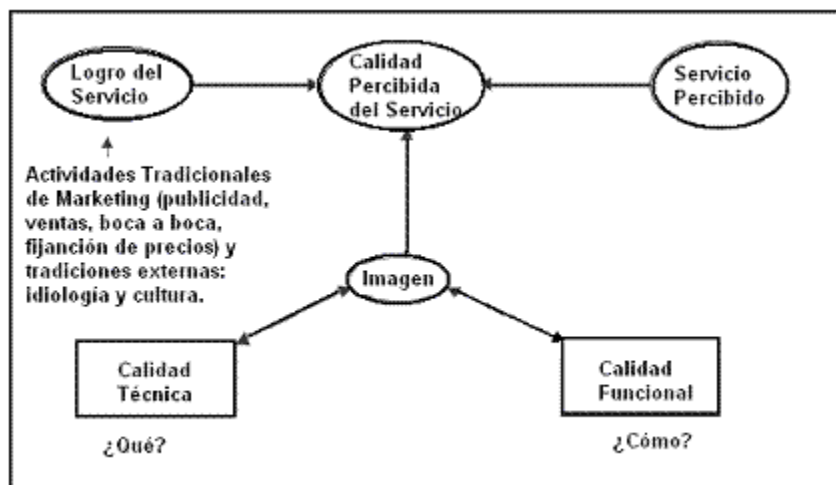 Logro del
Servicio
Calidad
Percibida
del Servicio
Servicio
Percibido
Actividades Tradicionales
de Marketing (publicidad,
ventas, boca a boca,
fijanción de precios) y
tradiciones externas:
idiología y cultura.
Imagen
Calidad
Técnica
¿Qué?
Calidad
Funcional
¿Cómo?